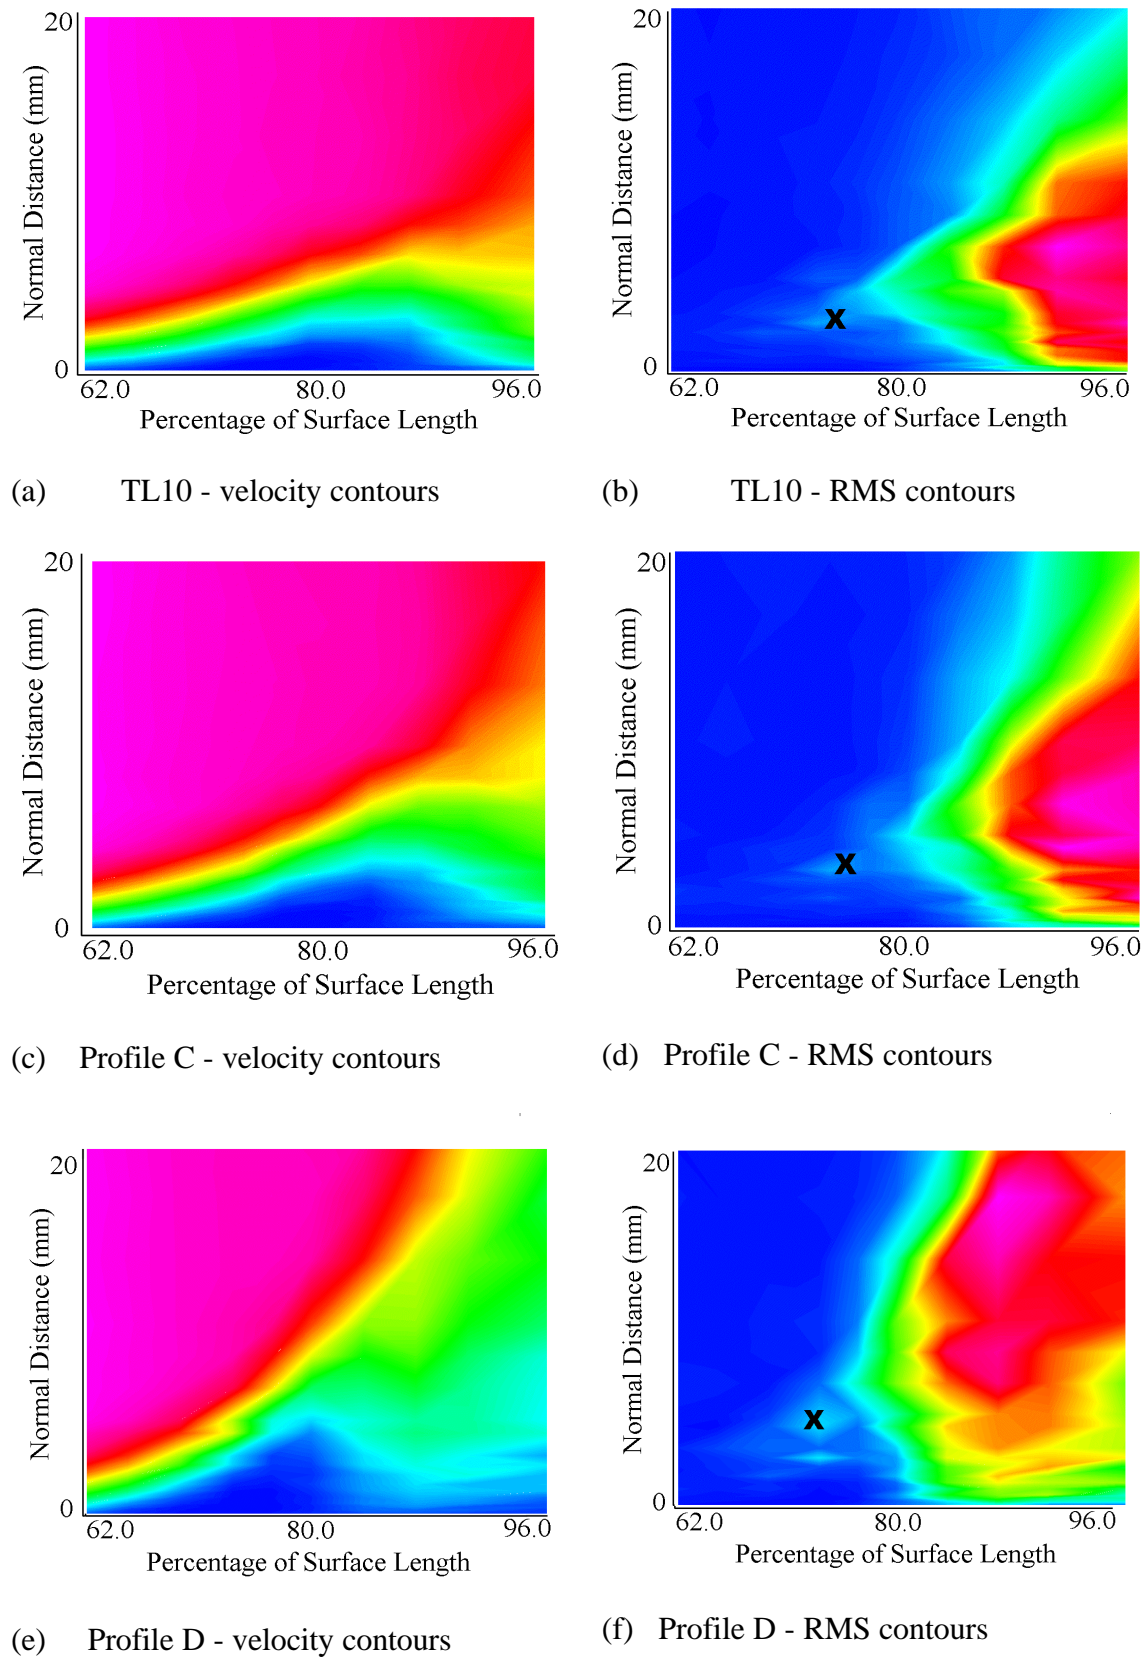 20
Normal Distance (mm)
0
62.0 80.0 96.0
Percentage of Surface Length
(a) TL10 - velocity contours
20
Normal Distance (mm)
X
0
62.0 80.0 96.0
Percentage of Surface Length
(b) TL10 - RMS contours
20
Normal Distance (mm)
0
62.0 80.0 96.0
Percentage of Surface Length
(c) Profile C - velocity contours
20
Normal Distance (mm)
X
0
62.0 80.0 96.0
Percentage of Surface Length
(d) Profile C - RMS contours
20
Normal Distance (mm)
0
62.0 80.0 96.0
Percentage of Surface Length
(e) Profile D - velocity contours
20
Normal Distance (mm)
X
0
62.0 80.0 96.0
Percentage of Surface Length
(f) Profile D - RMS contours